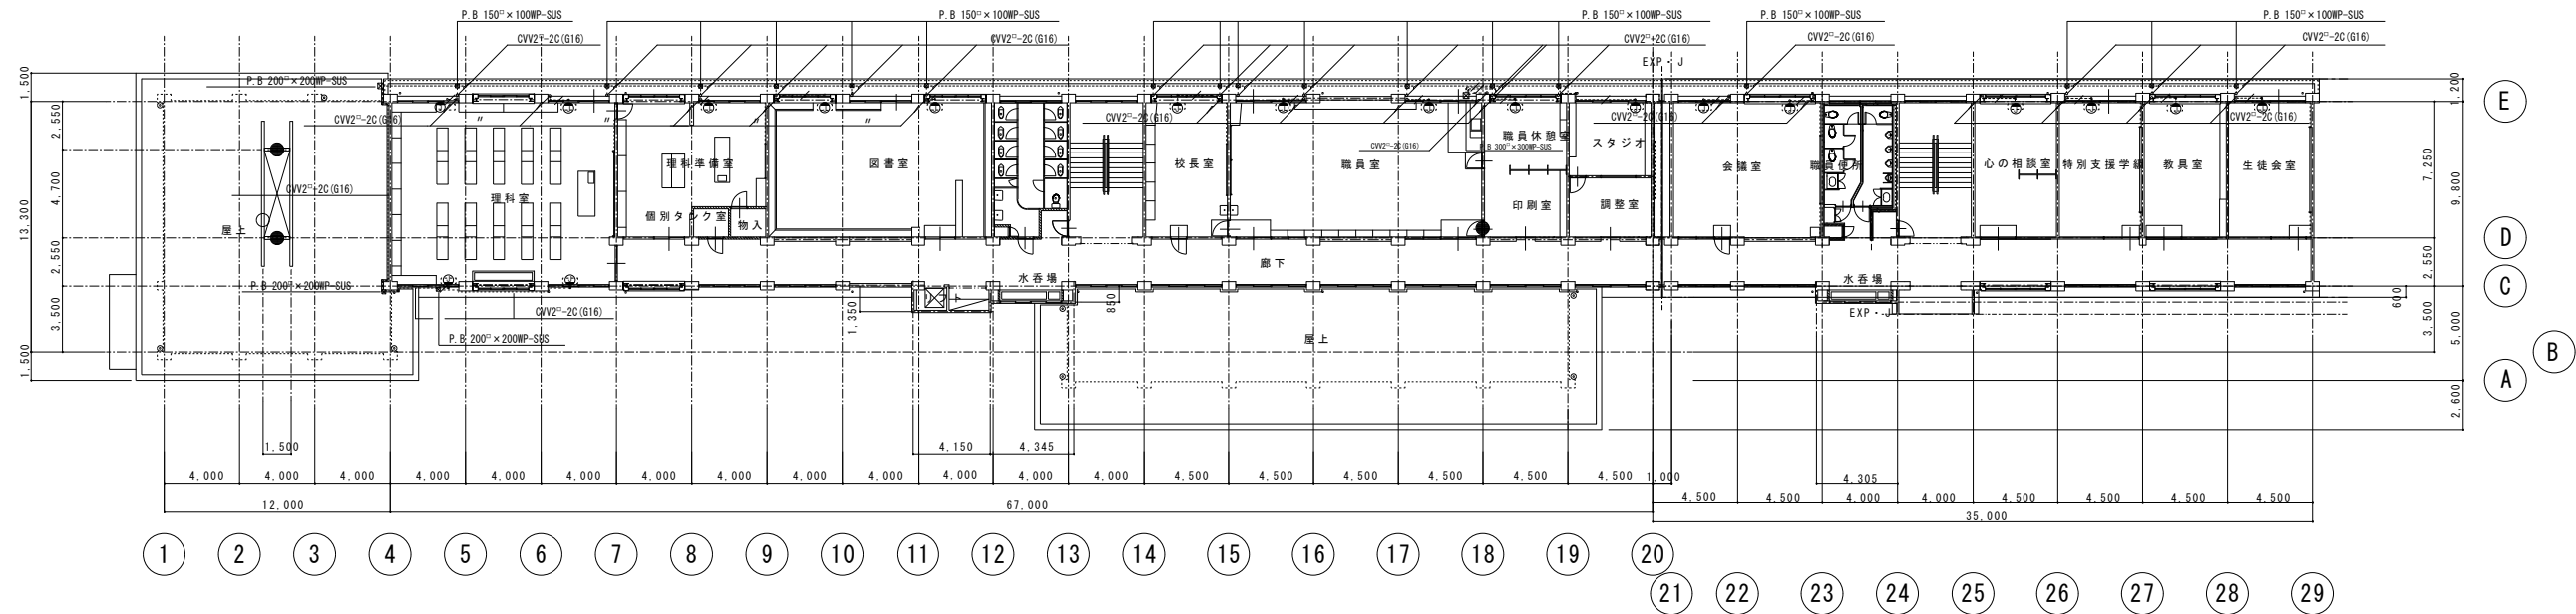 P.B 150□×100WP-SUS
P.B 150□×100WP-SUS
P.B 150□×100WP-SUS
P.B 150□×100WP-SUS
P.B 150□×100WP-SUS
CVV2□-2C(G16)
CVV2□-2C(G16)
CVV2□+2C(G16)
CVV2□-2C(G16)
CVV2□-2C(G16)
EXP・J
P.B 200□×200WP-SUS
1,500
1,200
E
CVV2□-2C(G16)
〃
〃
〃
〃
CVV2□-2C(G16)
CVV2□-2C(G16)
CVV2□-2C(G16)
2,550
CVV2□-2C(G16)
P.B 300□×300WP-SUS
職員休憩室
スタジオ
理科準備室
図書室
校長室
職員室
会議室
職員便所
心の相談室
特別支援学級
教具室
生徒会室
7,250
9,800
4,700
13,300
CVV2□-2C(G16)
理科室
個別タンク室
物入
印刷室
調整室
屋上
D
廊下
2,550
2,550
水呑場
水呑場
P.B 200□×200WP-SUS
C
1,350
850
600
CVV2□-2C(G16)
EXP・J
3,500
3,500
5,000
P.B 200□×200WP-SUS
屋上
B
1,500
A
2,600
1,500
4,150
4,345
4,305
4,000
4,000
4,000
4,000
4,000
4,000
4,000
4,000
4,000
4,000
4,000
4,000
4,000
4,500
4,500
4,500
4,500
4,500
4,500
1,000
4,500
4,500
4,000
4,000
4,500
4,500
4,500
4,500
12,000
67,000
35,000
1
2
3
4
5
6
7
8
9
10
11
12
13
14
15
16
17
18
19
20
21
22
23
24
25
26
27
28
29